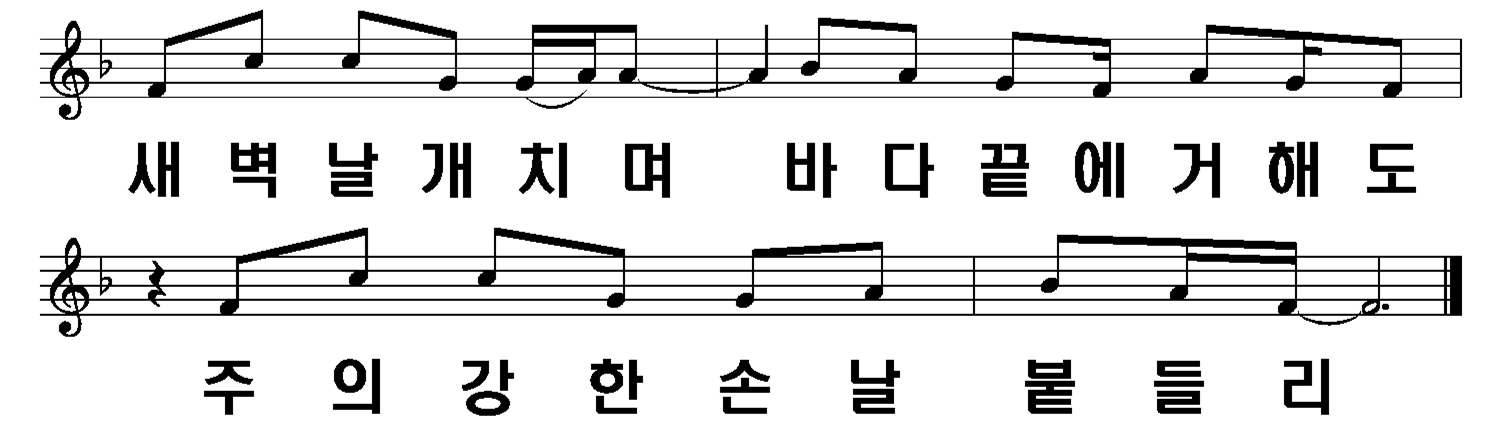 새 벽 날 개 치 며 바 다 끝 에 거 해 도
주 의 강 한 손 날 붙 들 리